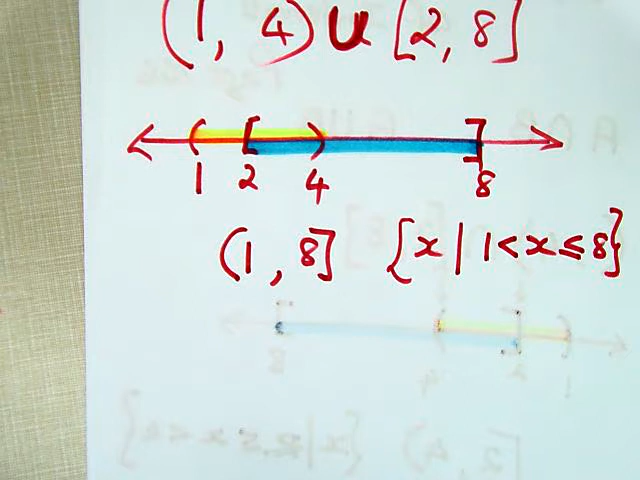 (1, 4) U [2, 8]
1 2 4 8
(1, 8] {x | 1 < x ≤ 8}